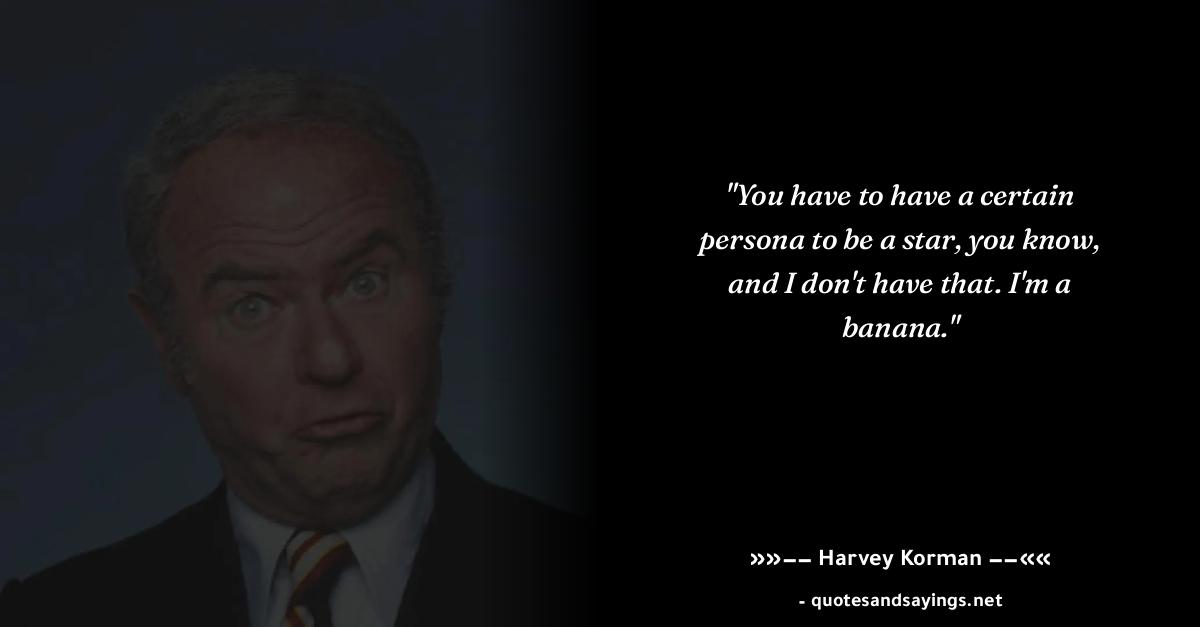 "You have to have a certain
persona to be a star, you know,
and I don't have that. I'm a
banana."
»»−− Harvey Korman −−««
- quotesandsayings.net